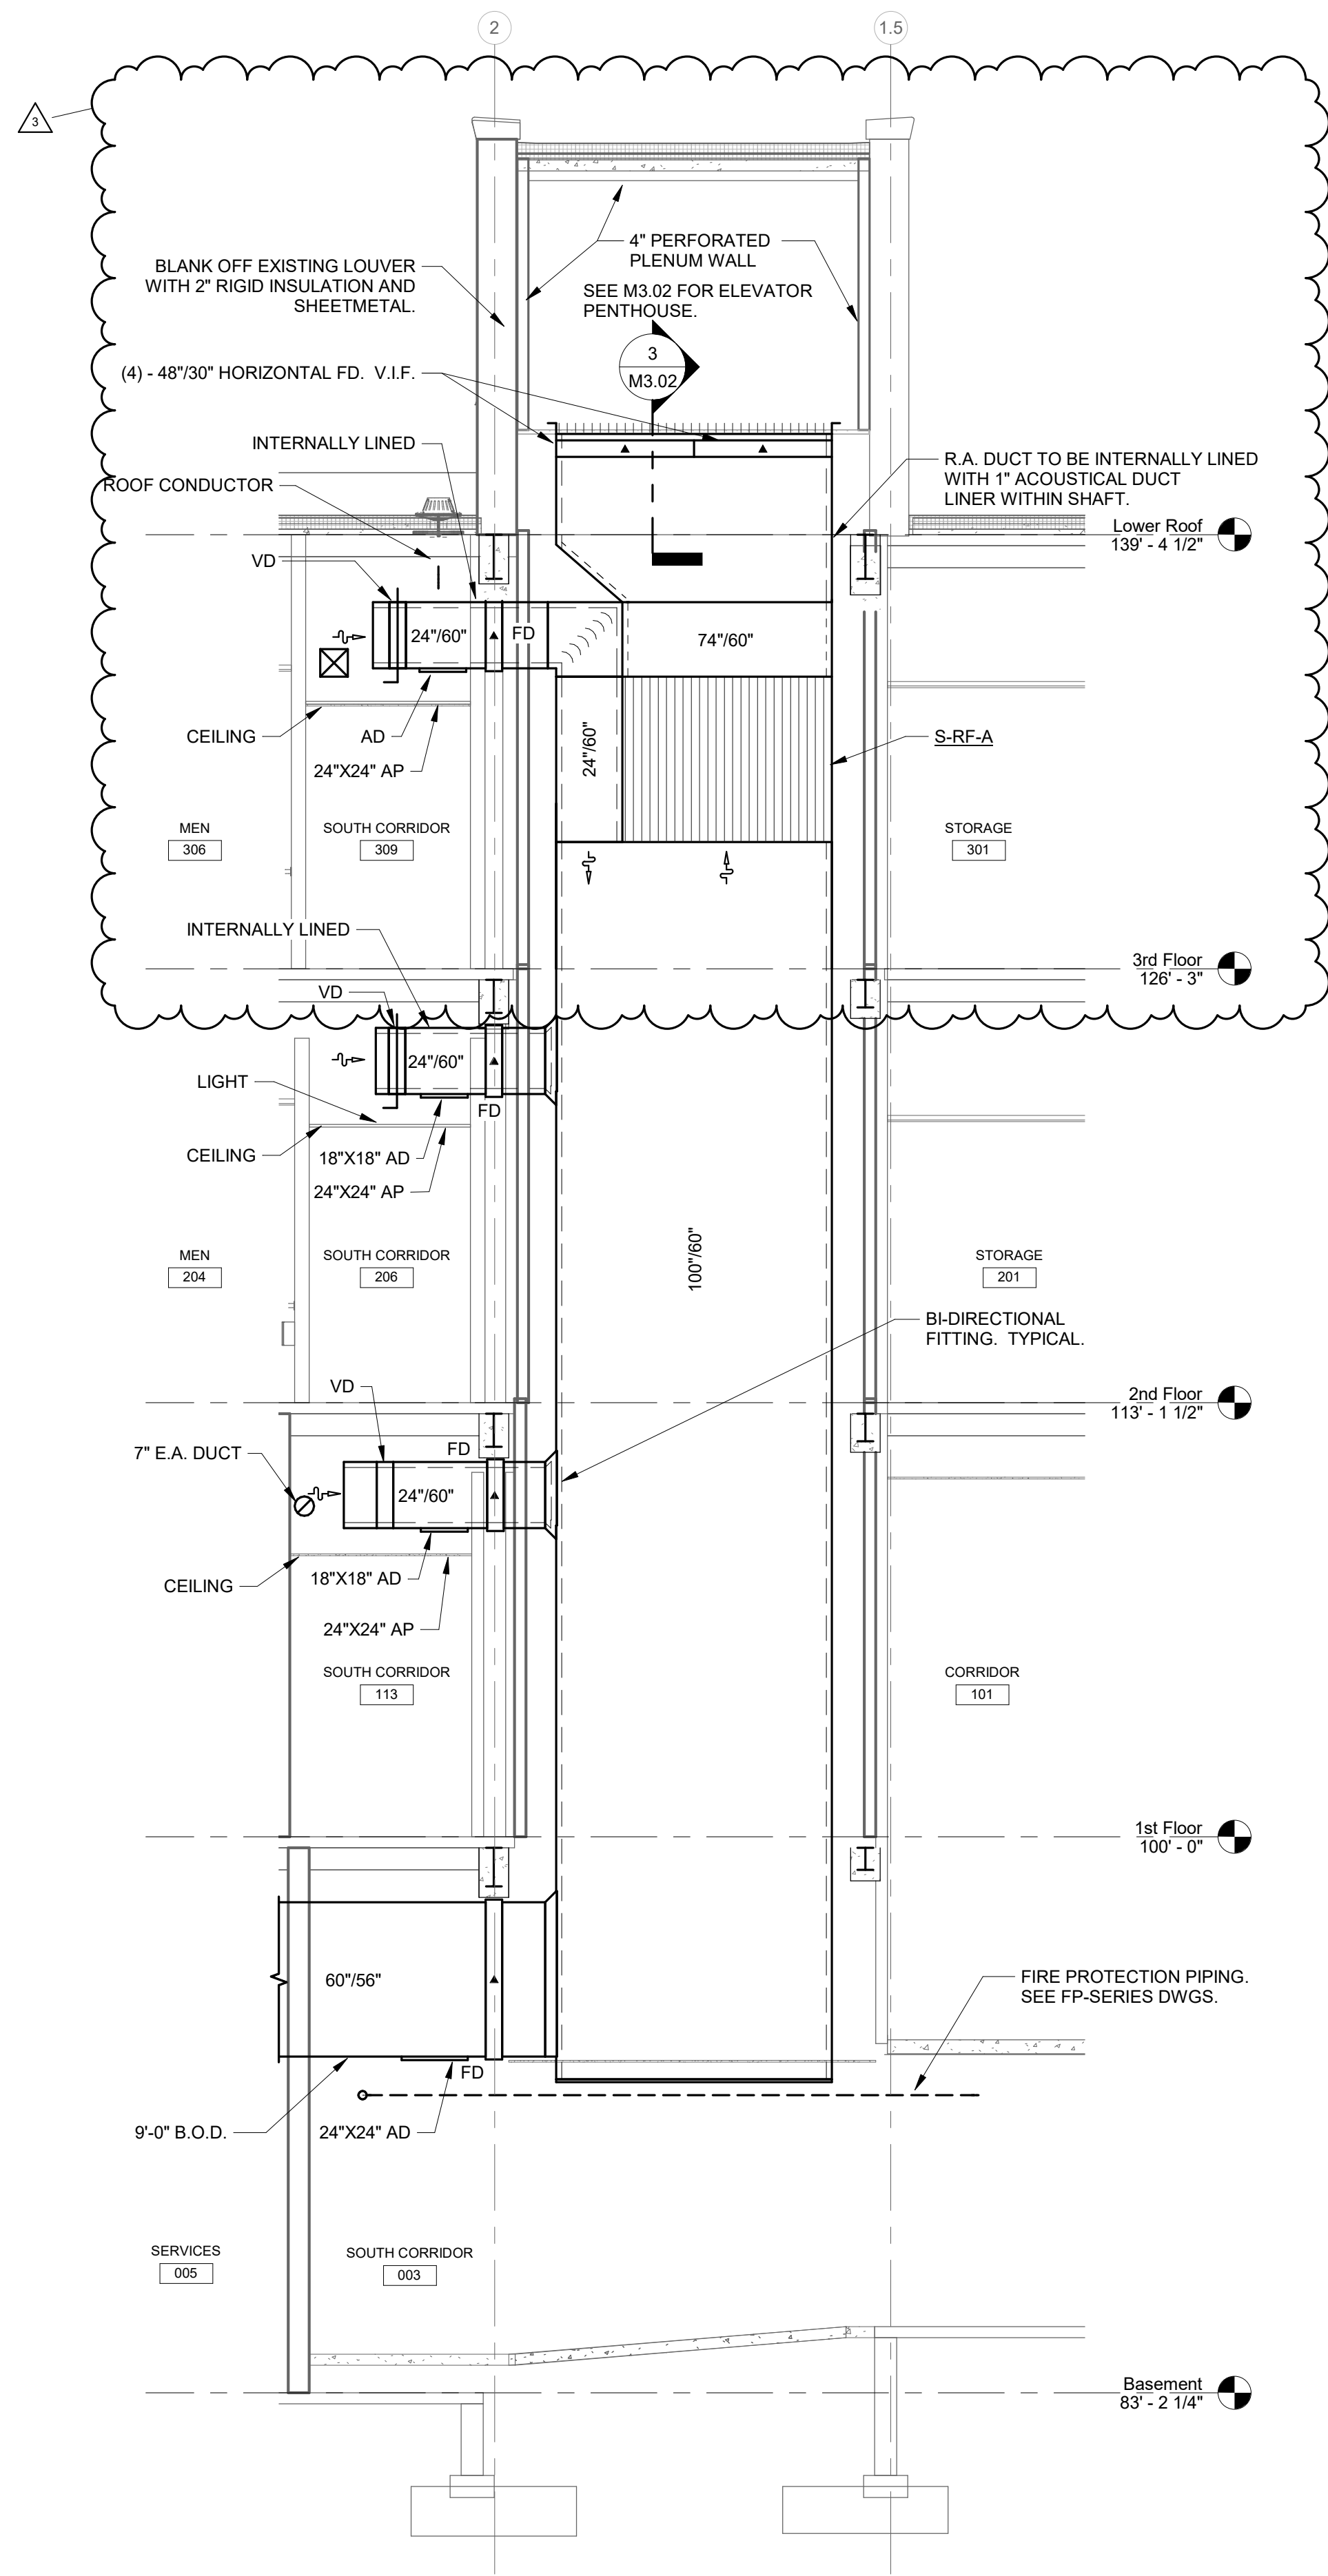 2
1.5
3
4" PERFORATED
PLENUM WALL
BLANK OFF EXISTING LOUVER
WITH 2" RIGID INSULATION AND
SHEETMETAL.
SEE M3.02 FOR ELEVATOR
PENTHOUSE.
3
M3.02
(4) - 48"/30" HORIZONTAL FD. V.I.F.
INTERNALLY LINED
R.A. DUCT TO BE INTERNALLY LINED
WITH 1" ACOUSTICAL DUCT
LINER WITHIN SHAFT.
ROOF CONDUCTOR
Lower Roof
139' - 4 1/2"
VD
24"/60"
FD
74"/60"
CEILING
AD
24"/60"
S-RF-A
24"X24" AP
MEN
306
SOUTH CORRIDOR
309
STORAGE
301
INTERNALLY LINED
3rd Floor
126' - 3"
VD
24"/60"
LIGHT
FD
CEILING
18"X18" AD
24"X24" AP
MEN
204
SOUTH CORRIDOR
206
100"/60"
STORAGE
201
BI-DIRECTIONAL
FITTING. TYPICAL.
VD
2nd Floor
113' - 1 1/2"
7" E.A. DUCT
FD
24"/60"
CEILING
18"X18" AD
24"X24" AP
SOUTH CORRIDOR
113
CORRIDOR
101
1st Floor
100' - 0"
60"/56"
FIRE PROTECTION PIPING.
SEE FP-SERIES DWGS.
FD
9'-0" B.O.D.
24"X24" AD
SERVICES
005
SOUTH CORRIDOR
003
Basement
83' - 2 1/4"